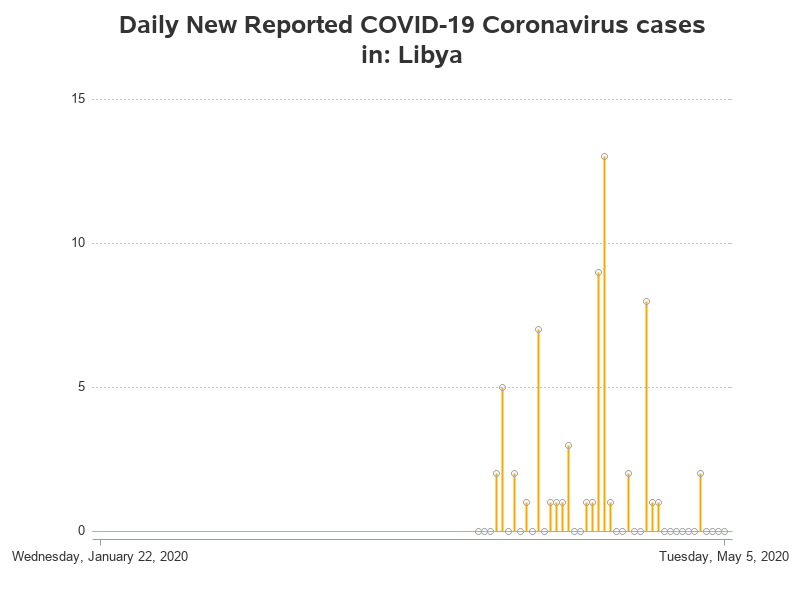 Daily New Reported COVID-19 Coronavirus cases
in: Libya
15
10
5
0
Wednesday, January 22, 2020
Tuesday, May 5, 2020